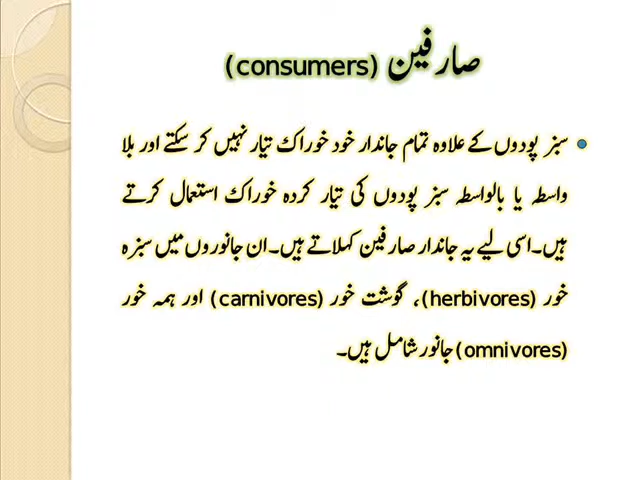 صارفین (consumers)
سبز پودوں کے علاوہ تمام جاندار خود خوراک تیار نہیں کر سکتے اور بلا
واسطہ یا بالواسطہ سبز پودوں کی تیار کردہ خوراک استعمال کرتے
ہیں۔اسی لیے یہ جاندار صارفین کہلاتے ہیں۔ان جانوروں میں سبزہ
خور (herbivores)، گوشت خور (carnivores) اور ہمہ خور
(omnivores) جانور شامل ہیں۔